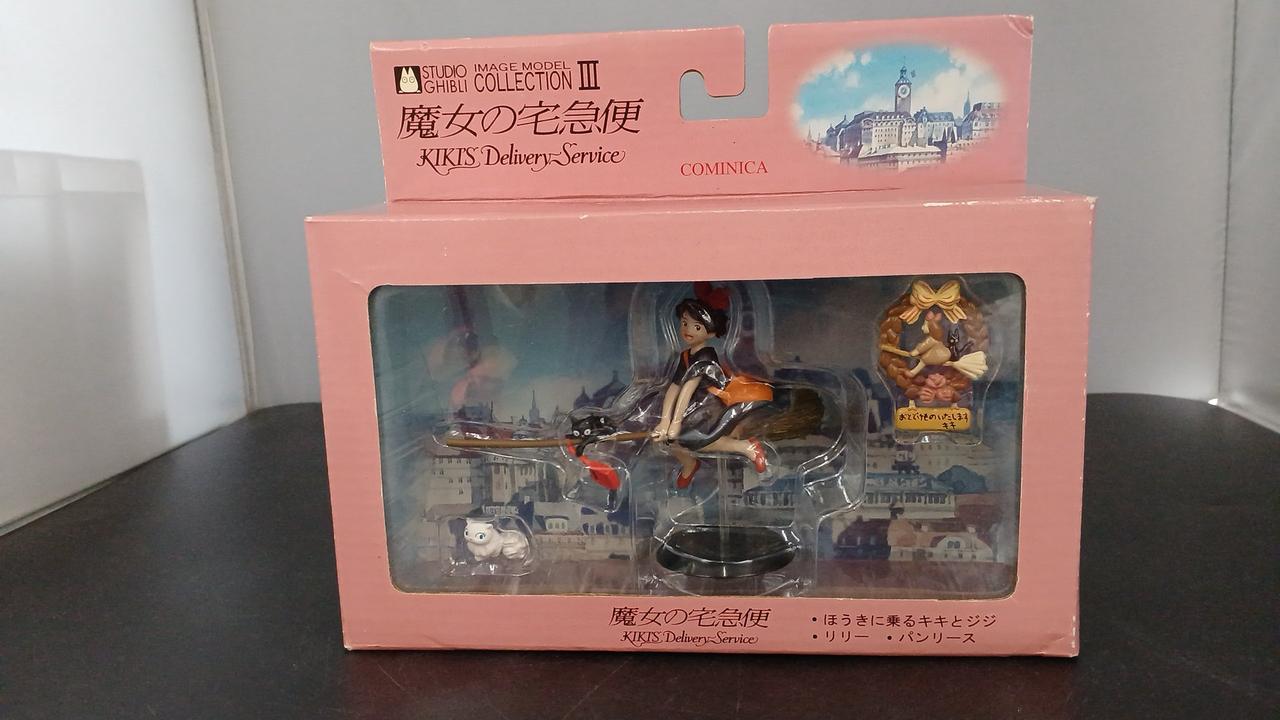 STUDIO GHIBLI
IMAGE MODEL COLLECTION III
魔女の宅急便
KIKI'S Delivery Service
COMINICA
おとどけものいたします
キキ
魔女の宅急便
KIKI'S Delivery Service
・ほうきに乗るキキとジジ
・リリー ・パンリース